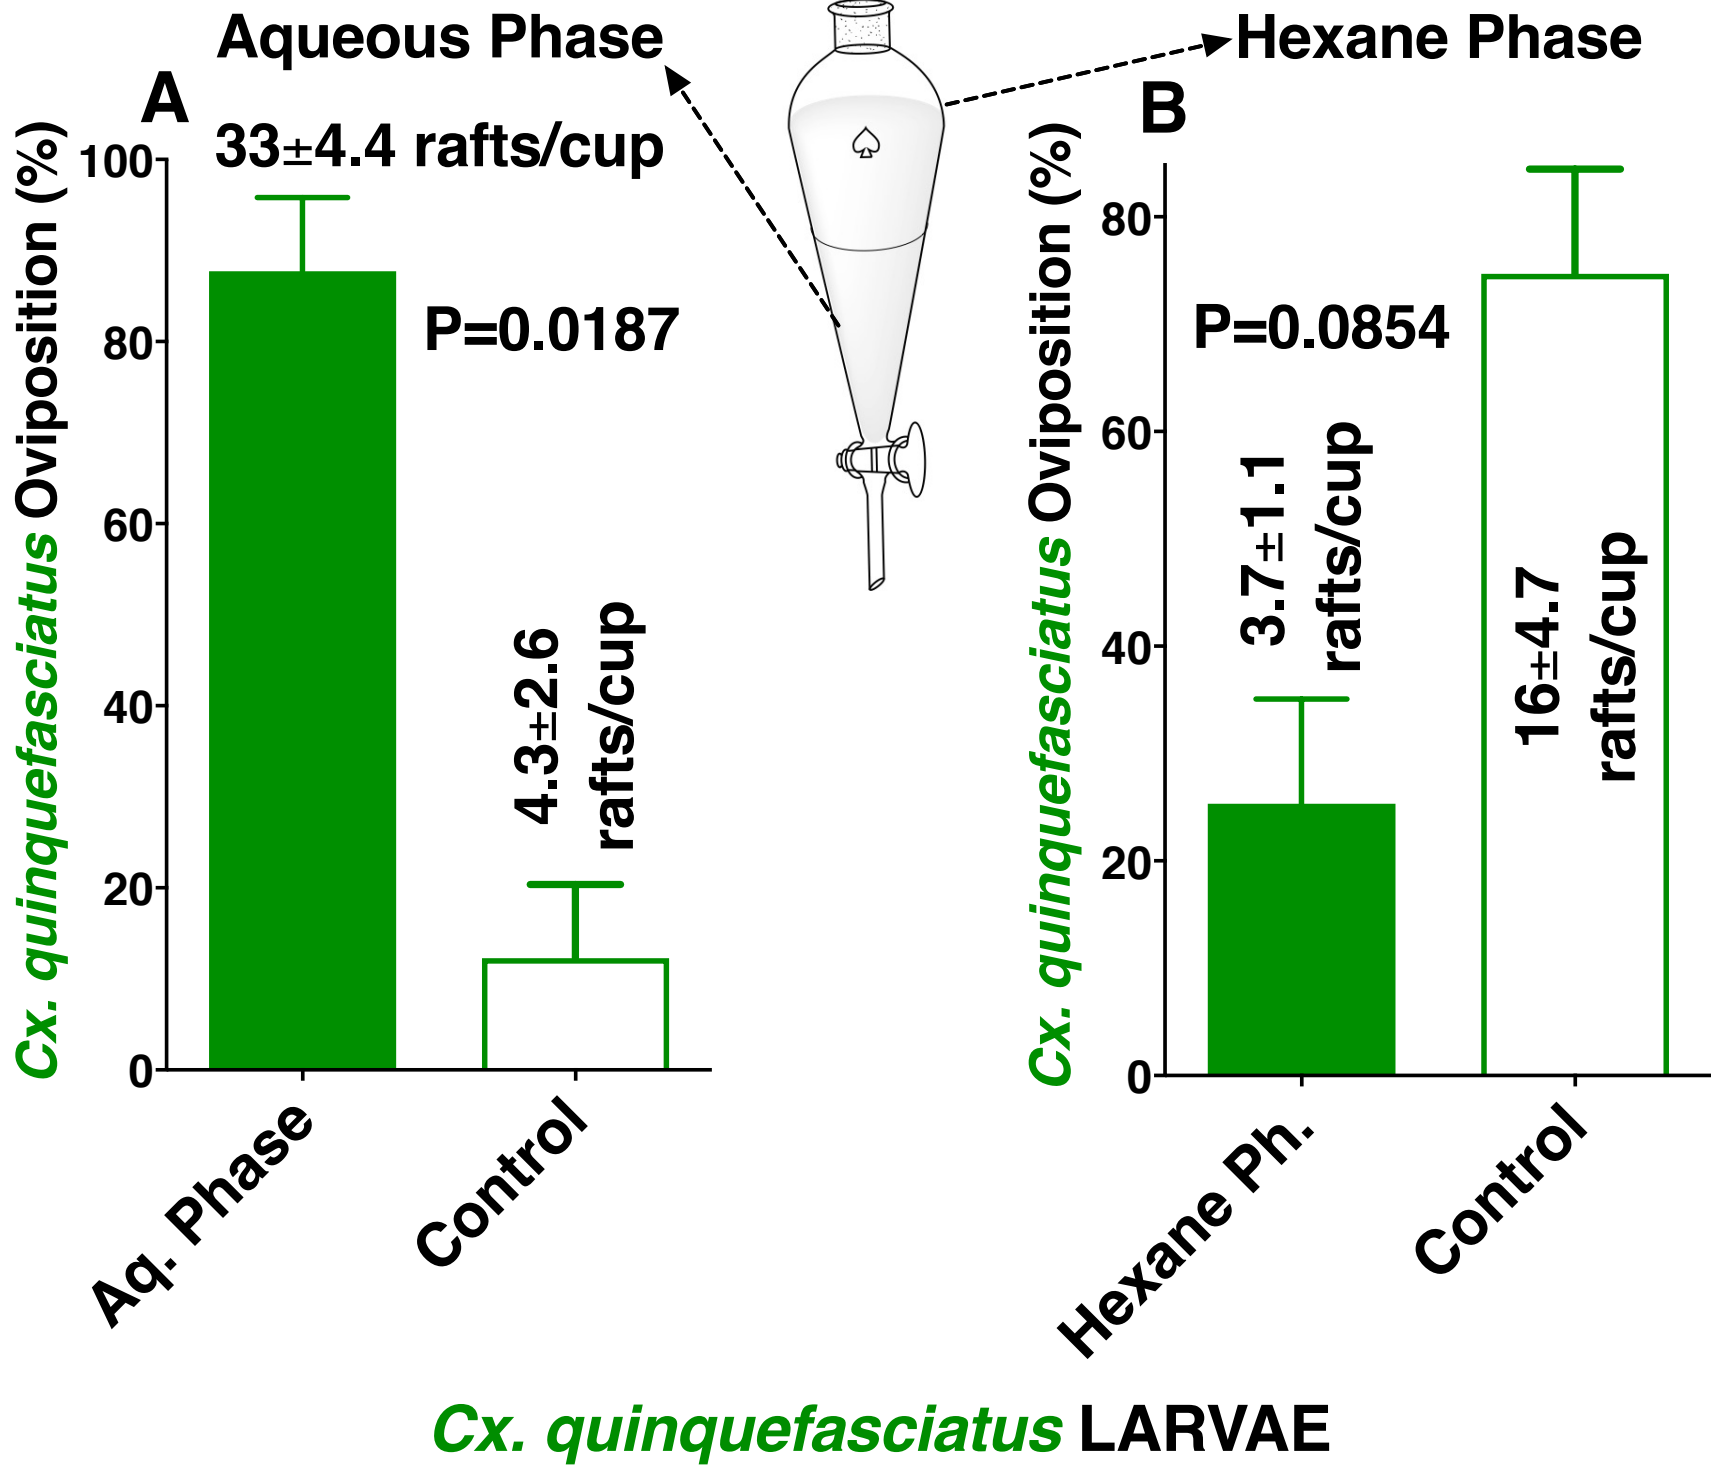 Aqueous Phase
Hexane Phase
A
33±4.4 rafts/cup
Cx. quinquefasciatus Oviposition (%)
100
80
60
40
20
0
P=0.0187
4.3±2.6
rafts/cup
Aq. Phase
Control
B
Cx. quinquefasciatus Oviposition (%)
80
60
40
20
0
P=0.0854
3.7±1.1
rafts/cup
16±4.7
rafts/cup
Hexane Ph.
Control
Cx. quinquefasciatus LARVAE